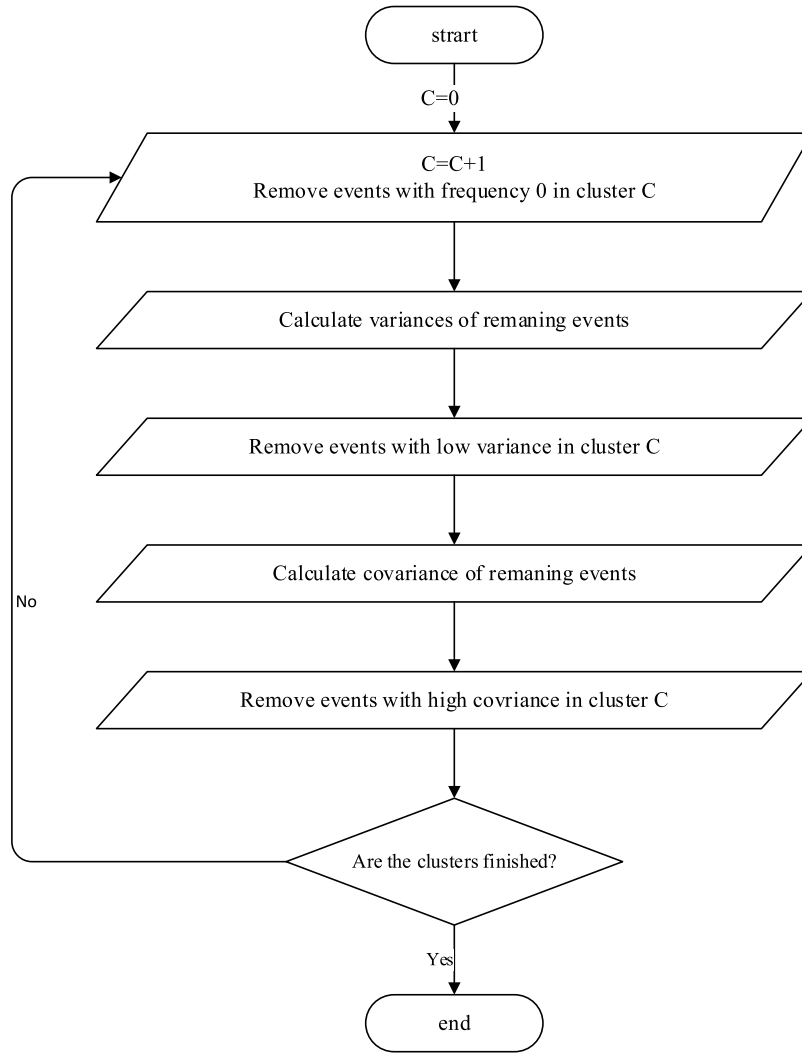 strart
C=0
C=C+1
Remove events with frequency 0 in cluster C
Calculate variances of remaning events
Remove events with low variance in cluster C
Calculate covariance of remaning events
No
Remove events with high covriance in cluster C
Are the clusters finished?
Yes
end